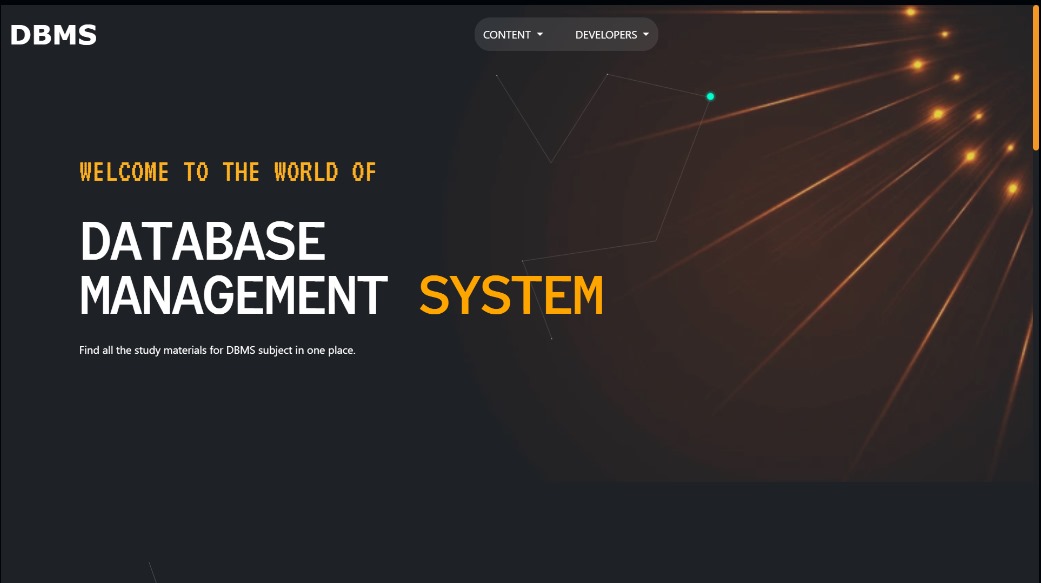 DBMS
CONTENT DEVELOPERS
WELCOME TO THE WORLD OF
DATABASE
MANAGEMENT SYSTEM
Find all the study materials for DBMS subject in one place.